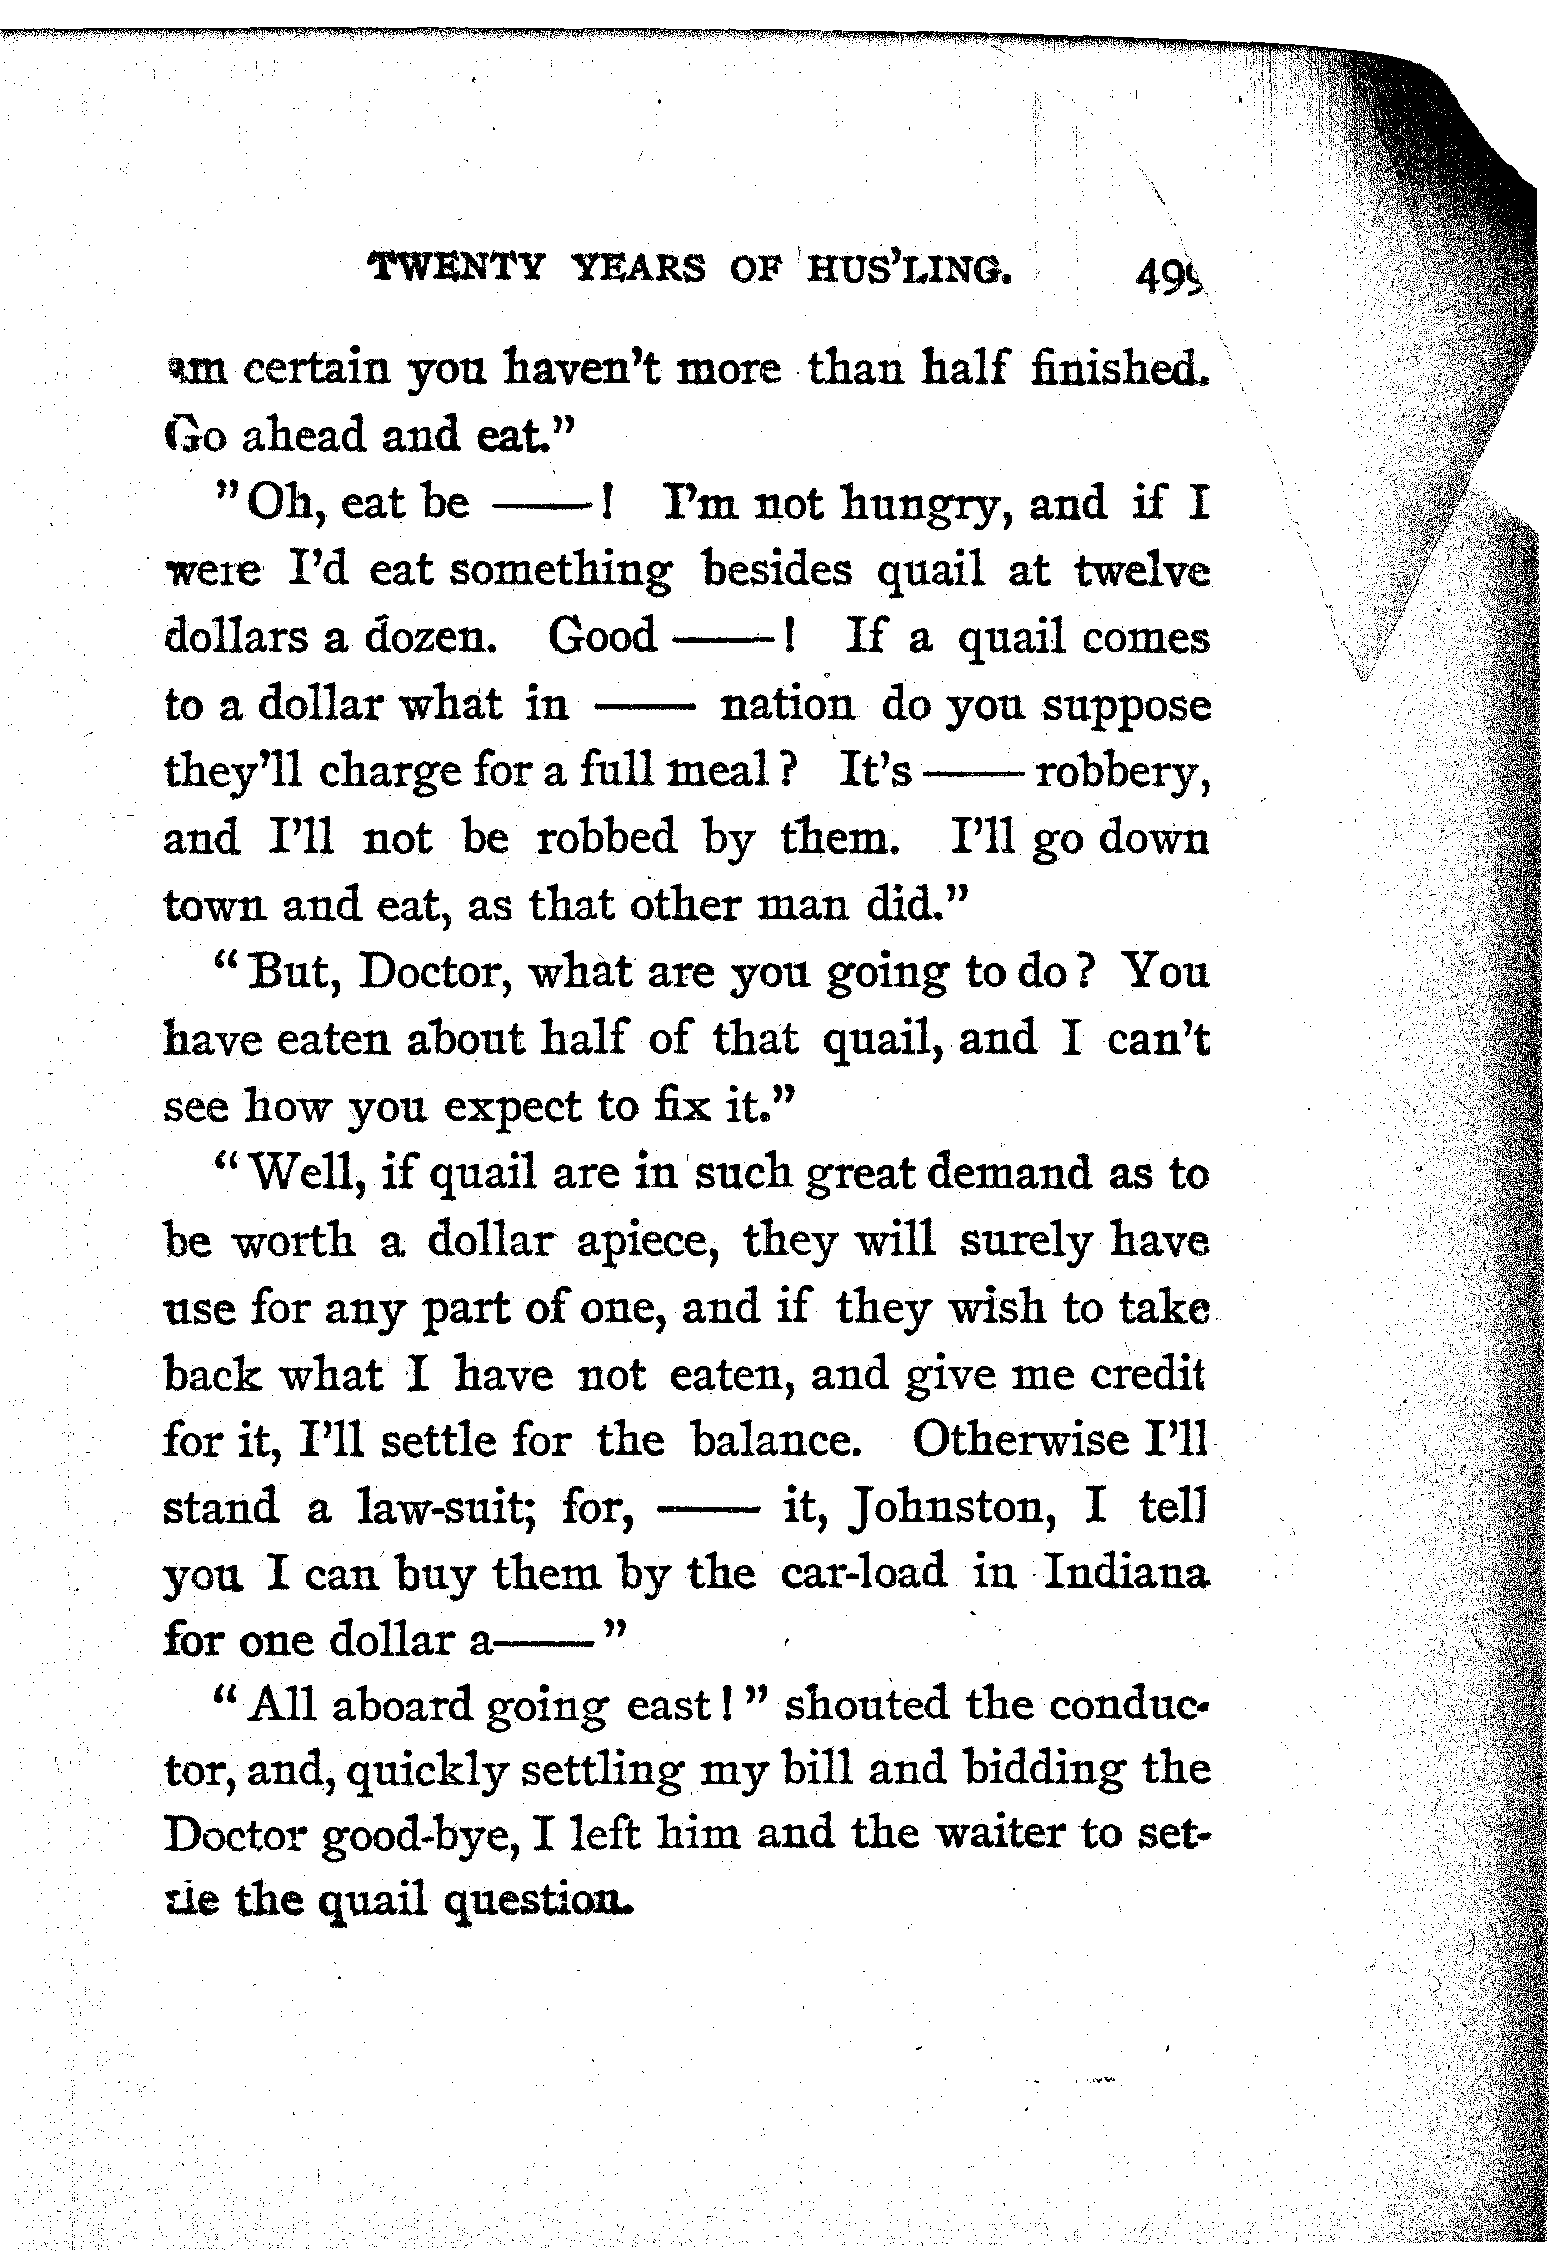 TWENTY YEARS OF HUS'LING. 499
am certain you haven't more than half finished.
Go ahead and eat."
"Oh, eat be ——! I'm not hungry, and if I
were I'd eat something besides quail at twelve
dollars a dozen. Good ——! If a quail comes
to a dollar what in —— nation do you suppose
they'll charge for a full meal? It's —— robbery,
and I'll not be robbed by them. I'll go down
town and eat, as that other man did."
"But, Doctor, what are you going to do? You
have eaten about half of that quail, and I can't
see how you expect to fix it."
"Well, if quail are in such great demand as to
be worth a dollar apiece, they will surely have
use for any part of one, and if they wish to take
back what I have not eaten, and give me credit
for it, I'll settle for the balance. Otherwise I'll
stand a law-suit; for, —— it, Johnston, I tell
you I can buy them by the car-load in Indiana
for one dollar a——"
"All aboard going east!" shouted the conduc-
tor, and, quickly settling my bill and bidding the
Doctor good-bye, I left him and the waiter to set-
tle the quail question.